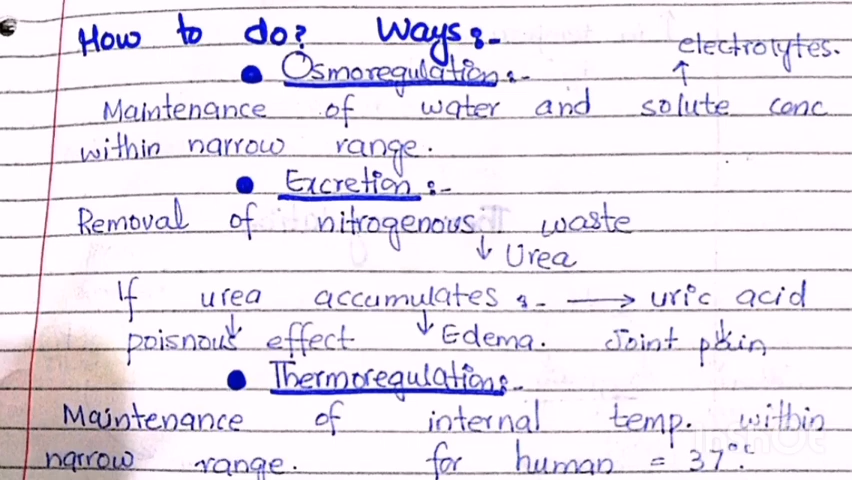 How to do? Ways:-
electrolytes.
• Osmoregulation:- ↑
Maintenance of water and solute conc
within narrow range.
• Excretion:-
Removal of nitrogenous waste
↓ Urea
If urea accumulates :- → uric acid
↓ poisnous effect ↓ Edema. ↓ Joint pain
• Thermoregulation:-
Maintenance of internal temp. within
narrow range. for human = 37°C.